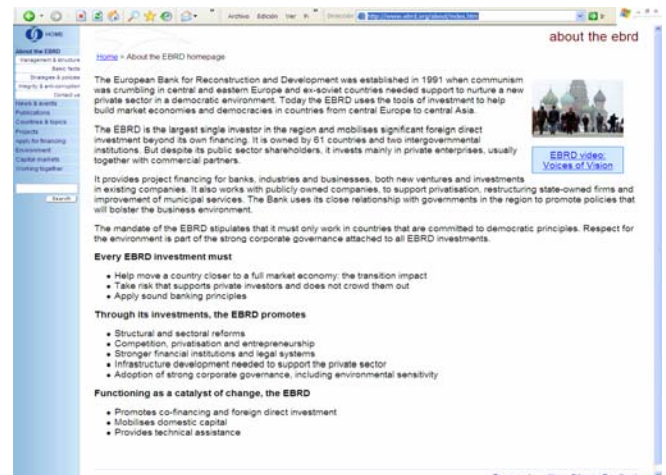 Archivo Edición Ver
Dirección http://www.ebrd.org/about/index.htm
Ir
HOME
about the ebrd
About the EBRD
Management & structure
Basic facts
Strategies & policies
Integrity & anti-corruption
Contact us
News & events
Publications
Countries & topics
Projects
Apply for financing
Environment
Capital markets
Working together
Search
Home > About the EBRD homepage
The European Bank for Reconstruction and Development was established in 1991 when communism
was crumbling in central and eastern Europe and ex-soviet countries needed support to nurture a new
private sector in a democratic environment. Today the EBRD uses the tools of investment to help
build market economies and democracies in countries from central Europe to central Asia.
The EBRD is the largest single investor in the region and mobilises significant foreign direct
investment beyond its own financing. It is owned by 61 countries and two intergovernmental
institutions. But despite its public sector shareholders, it invests mainly in private enterprises, usually
together with commercial partners.
EBRD video:
Voices of Vision
It provides project financing for banks, industries and businesses, both new ventures and investments
in existing companies. It also works with publicly owned companies, to support privatisation, restructuring state-owned firms and
improvement of municipal services. The Bank uses its close relationship with governments in the region to promote policies that
will bolster the business environment.
The mandate of the EBRD stipulates that it must only work in countries that are committed to democratic principles. Respect for
the environment is part of the strong corporate governance attached to all EBRD investments.
Every EBRD investment must
• Help move a country closer to a full market economy: the transition impact
• Take risk that supports private investors and does not crowd them out
• Apply sound banking principles
Through its investments, the EBRD promotes
• Structural and sectoral reforms
• Competition, privatisation and entrepreneurship
• Stronger financial institutions and legal systems
• Infrastructure development needed to support the private sector
• Adoption of strong corporate governance, including environmental sensitivity
Functioning as a catalyst of change, the EBRD
• Promotes co-financing and foreign direct investment
• Mobilises domestic capital
• Provides technical assistance